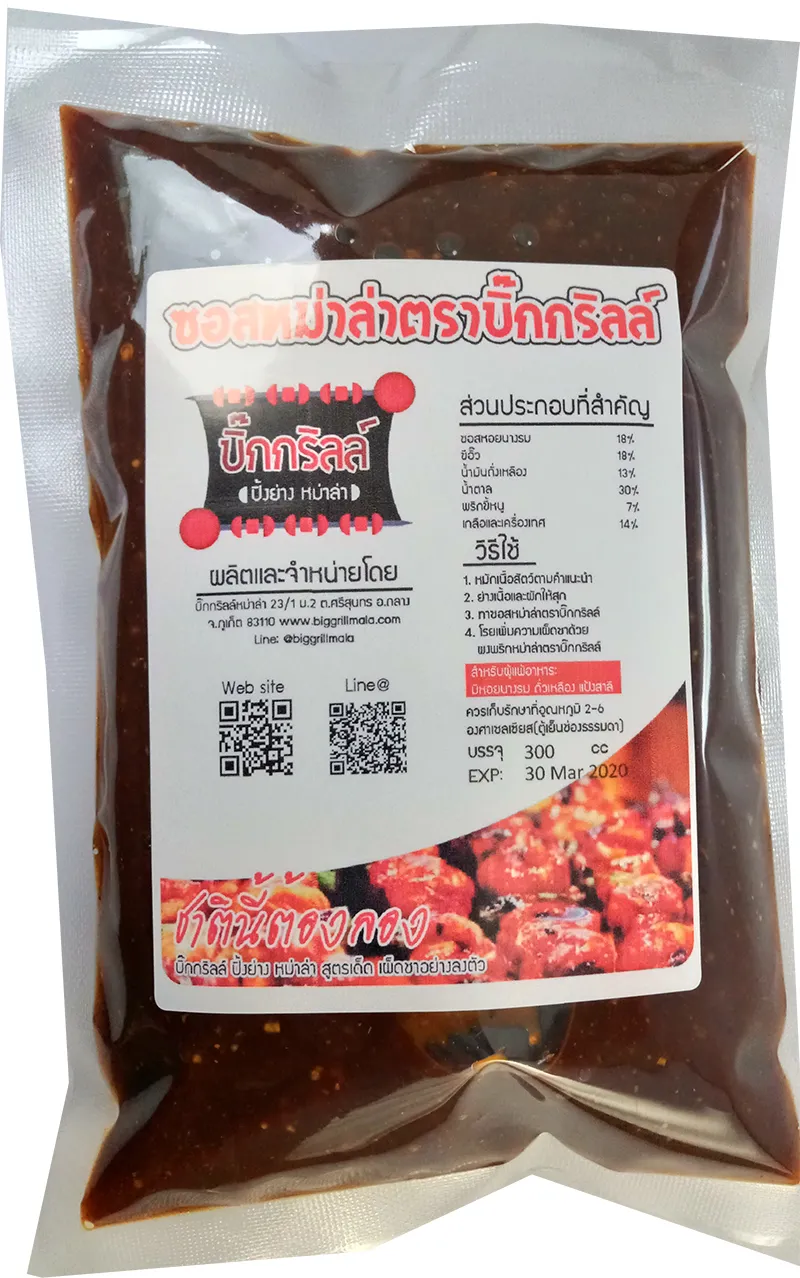 ซอสหม่าล่าตราบิ๊กกริลล์
บิ๊กกริลล์
ปิ้งย่าง หม่าล่า
ผลิตและจำหน่ายโดย
บิ๊กกริลล์หม่าล่า 23/1 ม.2 ต.ศรีสุนทร อ.ถลาง
จ.ภูเก็ต 83110 www.biggrillmala.com
Line: @biggrillmala
Web site
Line@
ส่วนประกอบที่สำคัญ
ซอสหอยนางรม 18%
ซีอิ๊ว 18%
น้ำมันถั่วเหลือง 13%
น้ำตาล 30%
พริกขี้หนู 7%
เกลือและเครื่องเทศ 14%
วิธีใช้
1. หมักเนื้อสัตว์ตามคำแนะนำ
2. ย่างเนื้อและผักให้สุก
3. ทาซอสหม่าล่าตราบิ๊กกริลล์
4. โรยเพิ่มความเผ็ดชาด้วย
ผงพริกหม่าล่าตราบิ๊กกริลล์
สำหรับผู้แพ้อาหาร:
มีหอยนางรม ถั่วเหลือง แป้งสาลี
ควรเก็บรักษาที่อุณหภูมิ 2-6
องศาเซลเซียส(ตู้เย็นช่องธรรมดา)
บรรจุ 300 cc
EXP: 30 Mar 2020
ชาตินี้ต้องลอง
บิ๊กกริลล์ ปิ้งย่าง หม่าล่า สูตรเด็ด เผ็ดชาอย่างลงตัว